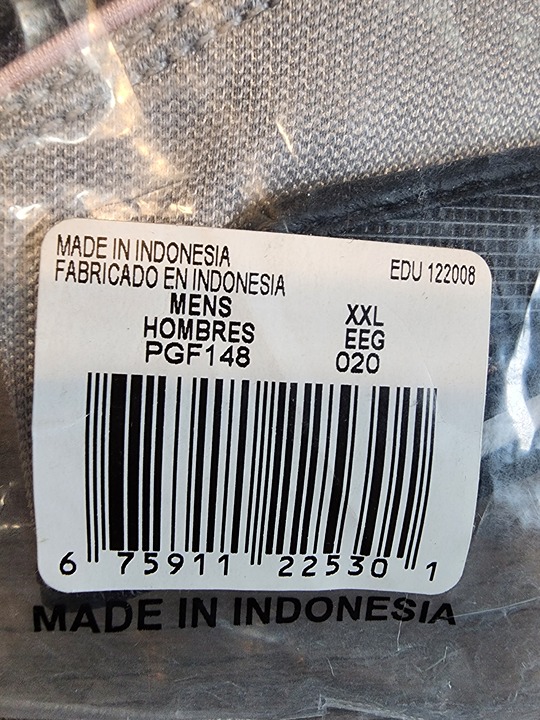 MADE IN INDONESIA
FABRICADO EN INDONESIA
EDU 122008
MENS
HOMBRES
PGF148
XXL
EEG
020
6 75911 22530 1
MADE IN INDONESIA